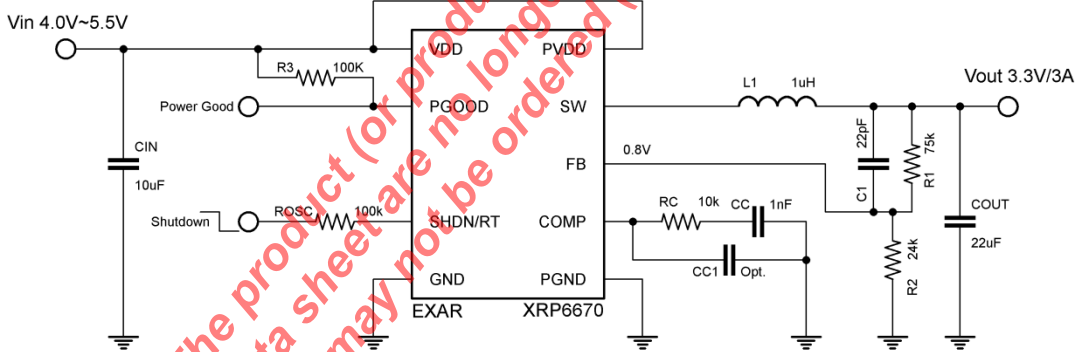 Vin 4.0V~5.5V
VDD
PVDD
R3
100K
L1
1uH
Vout 3.3V/3A
Power Good
PGOOD
SW
22pF
75k
CIN
0.8V
FB
C1
R1
10uF
ROSC
100k
RC
10k
CC
1nF
COUT
Shutdown
SHDN/RT
COMP
22uF
24k
R2
CC1
Opt.
GND
PGND
EXAR
XRP6670
The product (or produ
ta sheet are no longe
may not be ordered (